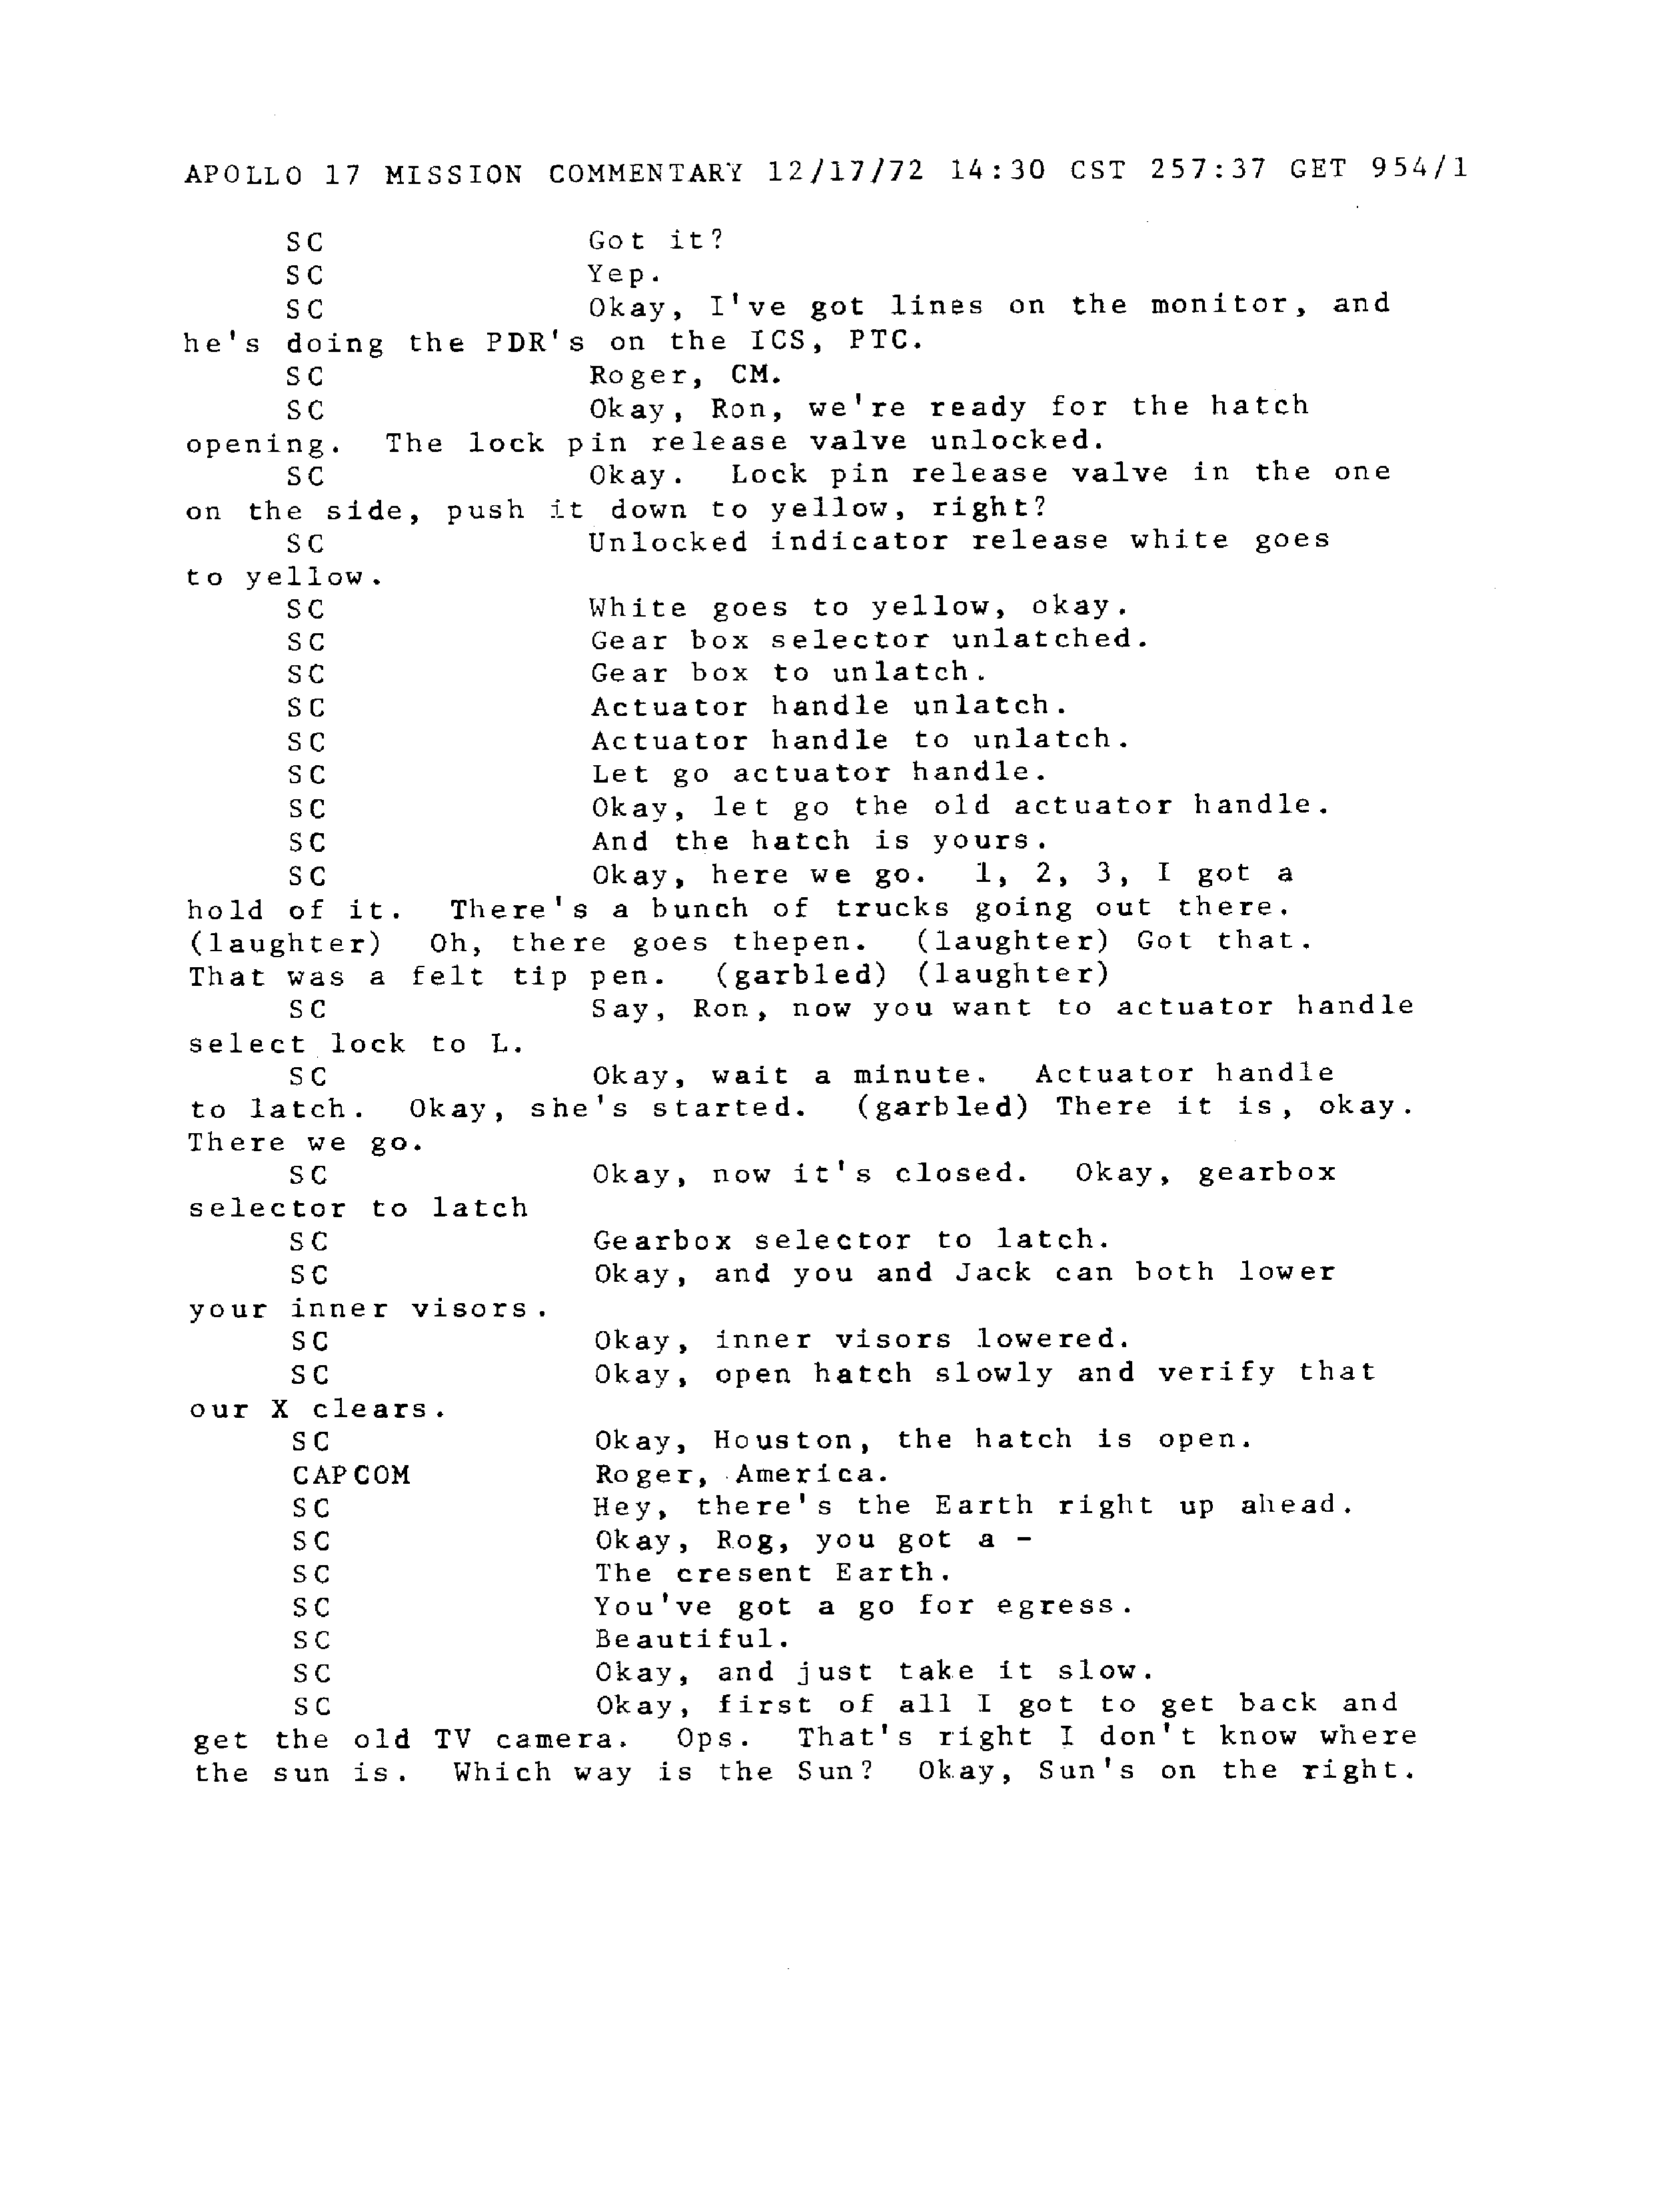 APOLLO 17 MISSION COMMENTARY 12/17/72 14:30 CST 257:37 GET 954/1
SC Got it?
SC Yep.
SC Okay, I've got lines on the monitor, and
he's doing the PDR's on the ICS, PTC.
SC Roger, CM.
SC Okay, Ron, we're ready for the hatch
opening. The lock pin release valve unlocked.
SC Okay. Lock pin release valve in the one
on the side, push it down to yellow, right?
SC Unlocked indicator release white goes
to yellow.
SC White goes to yellow, okay.
SC Gear box selector unlatched.
SC Gear box to unlatch.
SC Actuator handle unlatch.
SC Actuator handle to unlatch.
SC Let go actuator handle.
SC Okay, let go the old actuator handle.
SC And the hatch is yours.
SC Okay, here we go. 1, 2, 3, I got a
hold of it. There's a bunch of trucks going out there.
(laughter) Oh, there goes thepen. (laughter) Got that.
That was a felt tip pen. (garbled) (laughter)
SC Say, Ron, now you want to actuator handle
select lock to L.
SC Okay, wait a minute. Actuator handle
to latch. Okay, she's started. (garbled) There it is, okay.
There we go.
SC Okay, now it's closed. Okay, gearbox
selector to latch
SC Gearbox selector to latch.
SC Okay, and you and Jack can both lower
your inner visors.
SC Okay, inner visors lowered.
SC Okay, open hatch slowly and verify that
our X clears.
SC Okay, Houston, the hatch is open.
CAPCOM Roger, America.
SC Hey, there's the Earth right up ahead.
SC Okay, Rog, you got a -
SC The cresent Earth.
SC You've got a go for egress.
SC Beautiful.
SC Okay, and just take it slow.
SC Okay, first of all I got to get back and
get the old TV camera. Ops. That's right I don't know where
the sun is. Which way is the Sun? Okay, Sun's on the right.